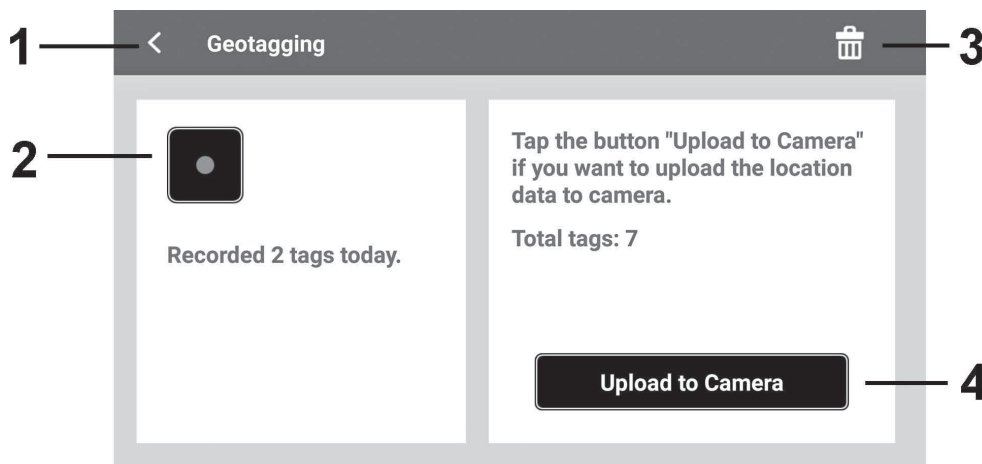 1
Geotagging
3
2
Recorded 2 tags today.
Tap the button "Upload to Camera"
if you want to upload the location
data to camera.
Total tags: 7
Upload to Camera
4